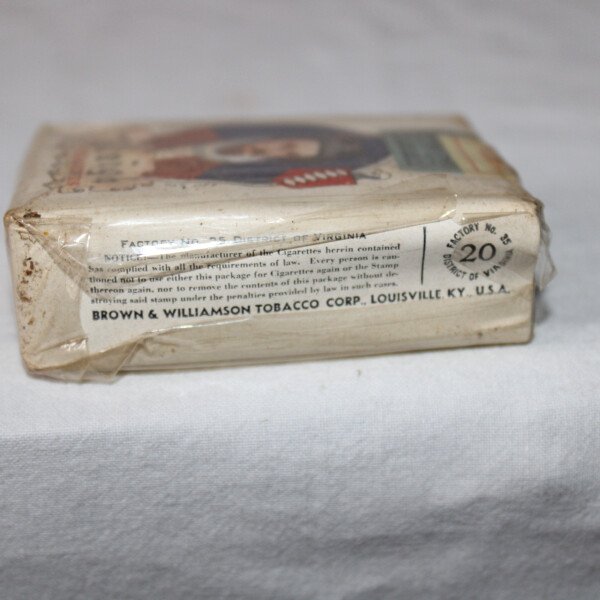 FACTORY NO. 25 DISTRICT OF VIRGINIA
NOTICE.—The manufacturer of the Cigarettes herein contained
has complied with all the requirements of law. Every person is cau-
tioned not to use either this package for Cigarettes again or the Stamp
thereon again, nor to remove the contents of this package without de-
stroying said stamp under the penalties provided by law in such cases.
BROWN & WILLIAMSON TOBACCO CORP., LOUISVILLE, KY., U.S.A.
FACTORY No. 25
20
DISTRICT OF VIRGINIA